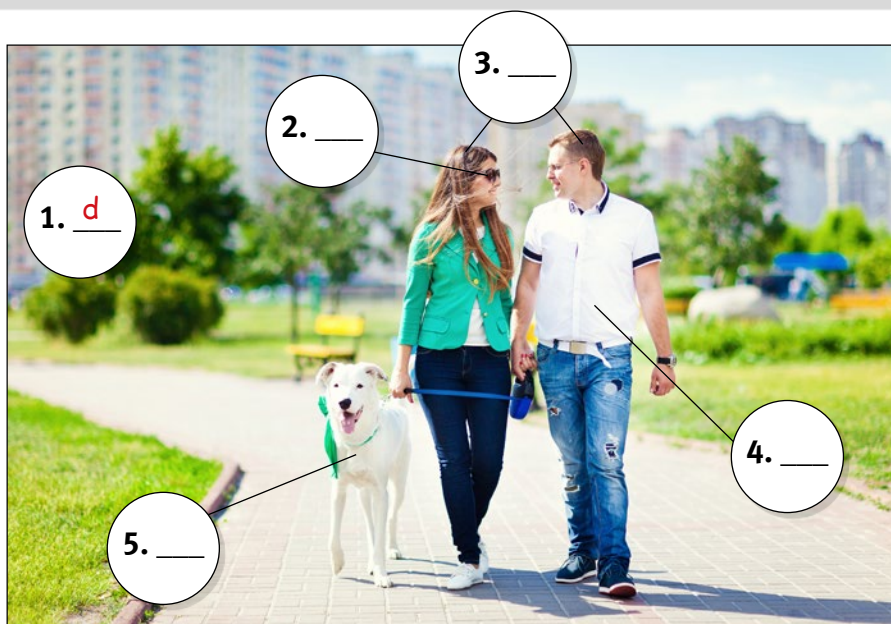 3. ___
2. ___
1. d
4. ___
5. ___